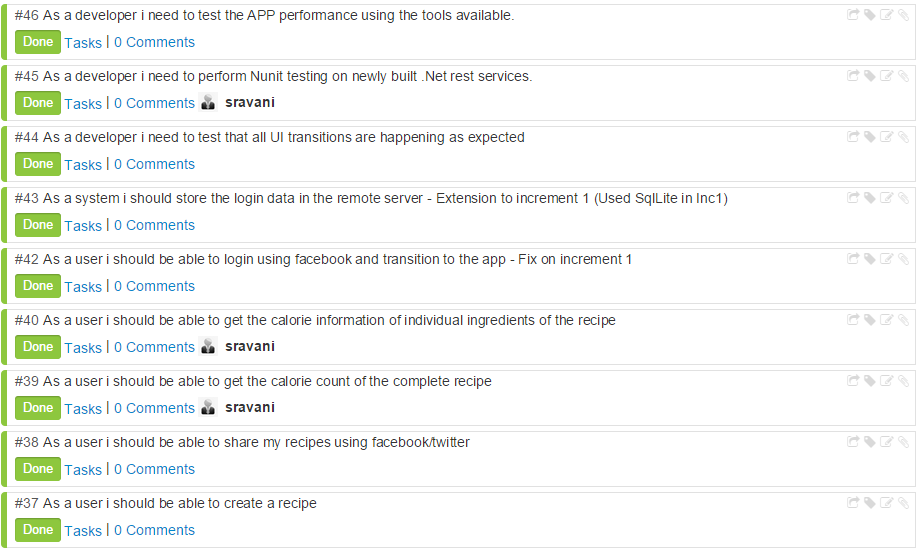 #46 As a developer i need to test the APP perfomance using the tools available.
Done Tasks | 0 Comments
#45 As a developer i need to perform Nunit testing on newly built .Net rest services.
Done Tasks | 0 Comments sravani
#44 As a developer i need to test that all UI transitions are happening as expected
Done Tasks | 0 Comments
#43 As a system i should store the login data in the remote server - Extension to increment 1 (Used SqlLite in Inc1)
Done Tasks | 0 Comments
#42 As a user i should be able to login using facebook and transition to the app - Fix on increment 1
Done Tasks | 0 Comments
#40 As a user i should be able to get the calorie information of individual ingredients of the recipe
Done Tasks | 0 Comments sravani
#39 As a user i should be able to get the calorie count of the complete recipe
Done Tasks | 0 Comments sravani
#38 As a user i should be able to share my recipes using facebook/twitter
Done Tasks | 0 Comments
#37 As a user i should be able to create a recipe
Done Tasks | 0 Comments